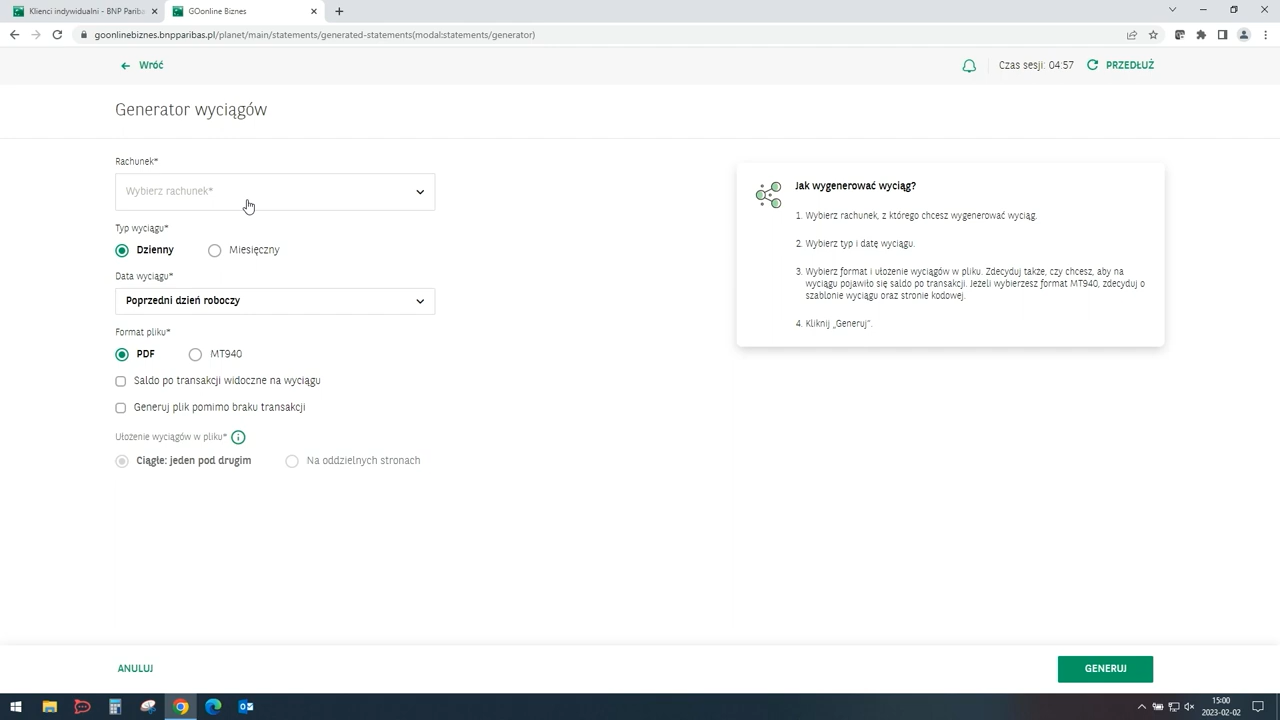 Klienci indywidualni - BNP Pariba
GOonline Biznes
goonlinebiznes.bnpparibas.pl/planet/main/statements/generated-statements(modal:statements/generator)
Wróć
Czas sesji: 04:57
PRZEDŁUŻ
Generator wyciągów
Rachunek*
Wybierz rachunek*
Typ wyciągu*
Dzienny
Miesięczny
Data wyciągu*
Poprzedni dzień roboczy
Format pliku*
PDF
MT940
Saldo po transakcji widoczne na wyciągu
Generuj plik pomimo braku transakcji
Ułożenie wyciągów w pliku*
Ciągłe: jeden pod drugim
Na oddzielnych stronach
Jak wygenerować wyciąg?
1. Wybierz rachunek, z którego chcesz wygenerować wyciąg.
2. Wybierz typ i datę wyciągu.
3. Wybierz format i ułożenie wyciągów w pliku. Zdecyduj także, czy chcesz, aby na
wyciągu pojawiło się saldo po transakcji. Jeżeli wybierzesz format MT940, zdecyduj o
szablonie wyciągu oraz stronie kodowej.
4. Kliknij „Generuj”.
ANULUJ
GENERUJ
15:00
2023-02-02